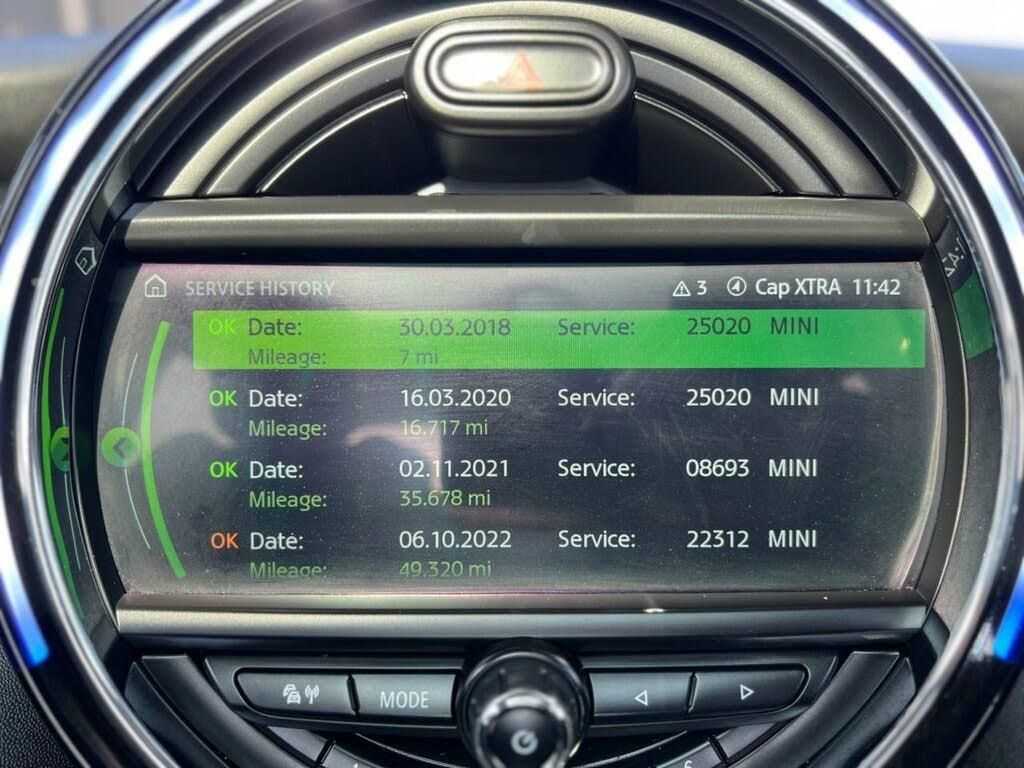 SERVICE HISTORY 3 Cap XTRA 11:42
OK Date: 30.03.2018 Service: 25020 MINI
Mileage: 7 mi
OK Date: 16.03.2020 Service: 25020 MINI
Mileage: 16.717 mi
OK Date: 02.11.2021 Service: 08693 MINI
Mileage: 35.678 mi
OK Date: 06.10.2022 Service: 22312 MINI
Mileage: 49.320 mi
MODE